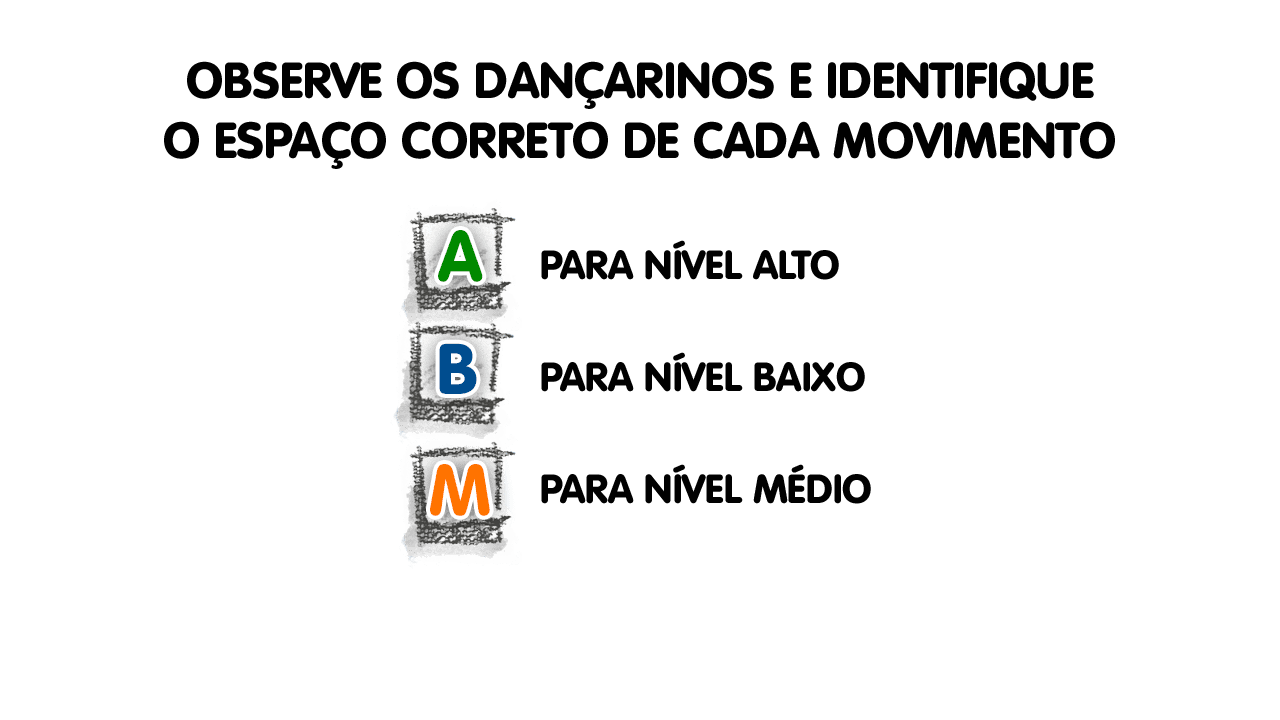 OBSERVE OS DANÇARINOS E IDENTIFIQUE
O ESPAÇO CORRETO DE CADA MOVIMENTO
A PARA NÍVEL ALTO
B PARA NÍVEL BAIXO
M PARA NÍVEL MÉDIO